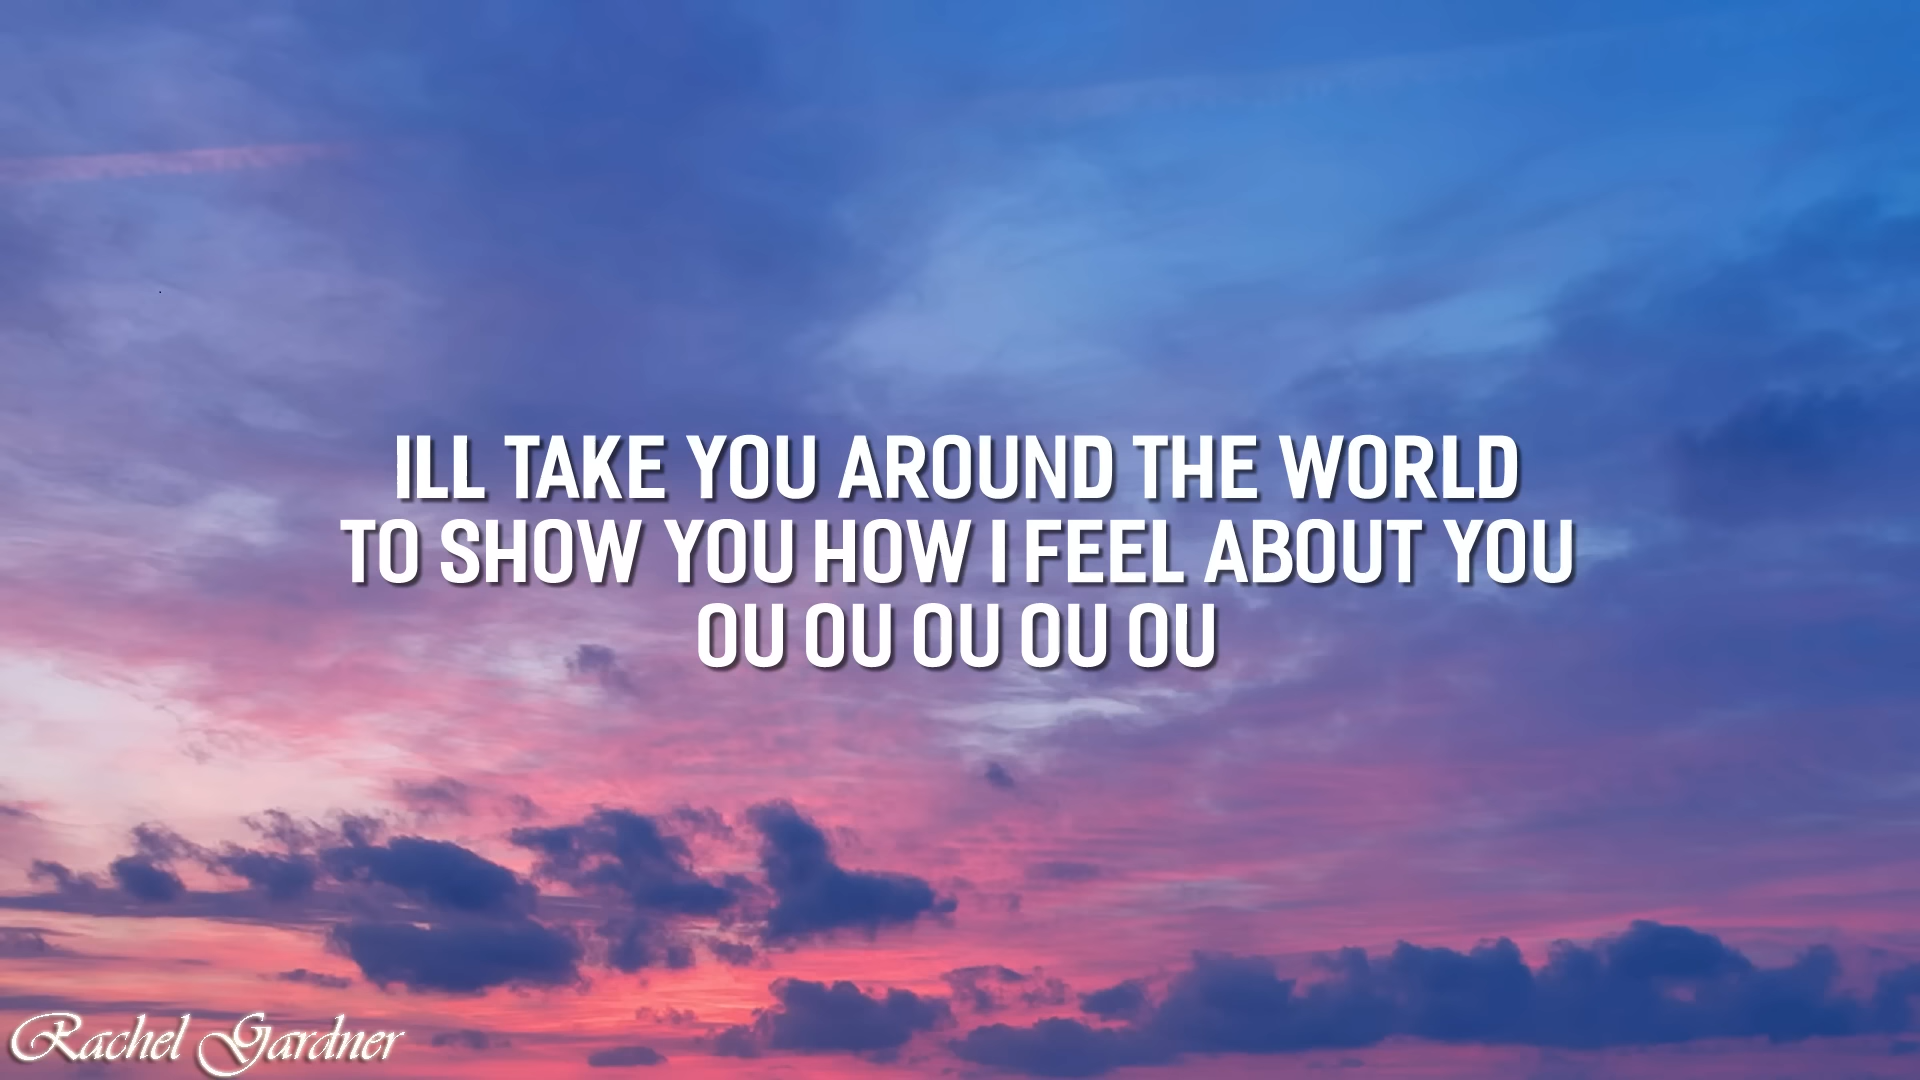 ILL TAKE YOU AROUND THE WORLD
TO SHOW YOU HOW I FEEL ABOUT YOU
OU OU OU OU OU
Rachel Gardner